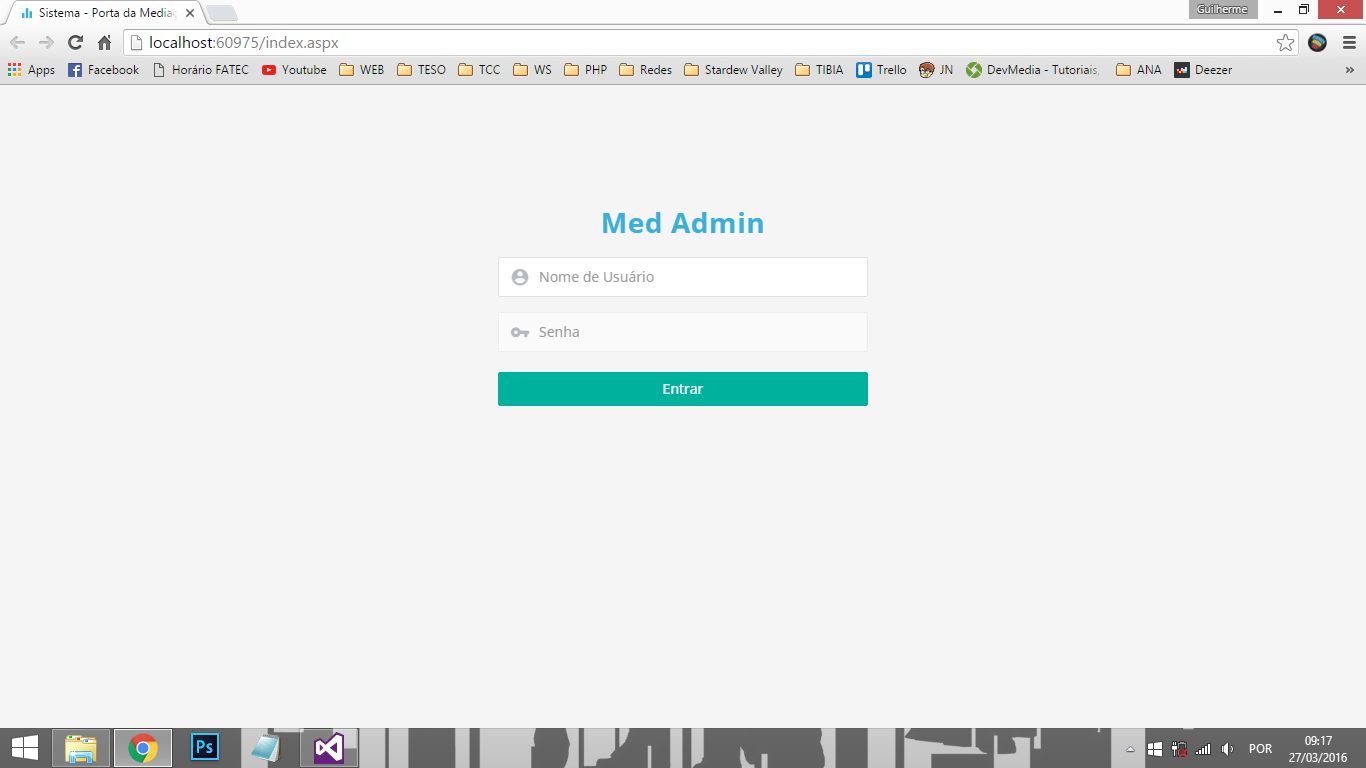 Sistema - Porta da Mediaç
Guilherme
localhost:60975/index.aspx
Apps Facebook Horário FATEC Youtube WEB TESO TCC WS PHP Redes Stardew Valley TIBIA Trello JN DevMedia - Tutoriais, ANA Deezer »
Med Admin
Nome de Usuário
Senha
Entrar
Ps
POR
09:17
27/03/2016